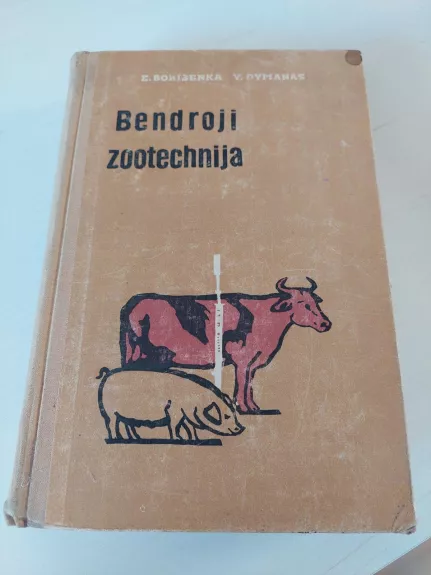 E. BORISENKA Y. DYMANAS
Bendroji
zootechnija